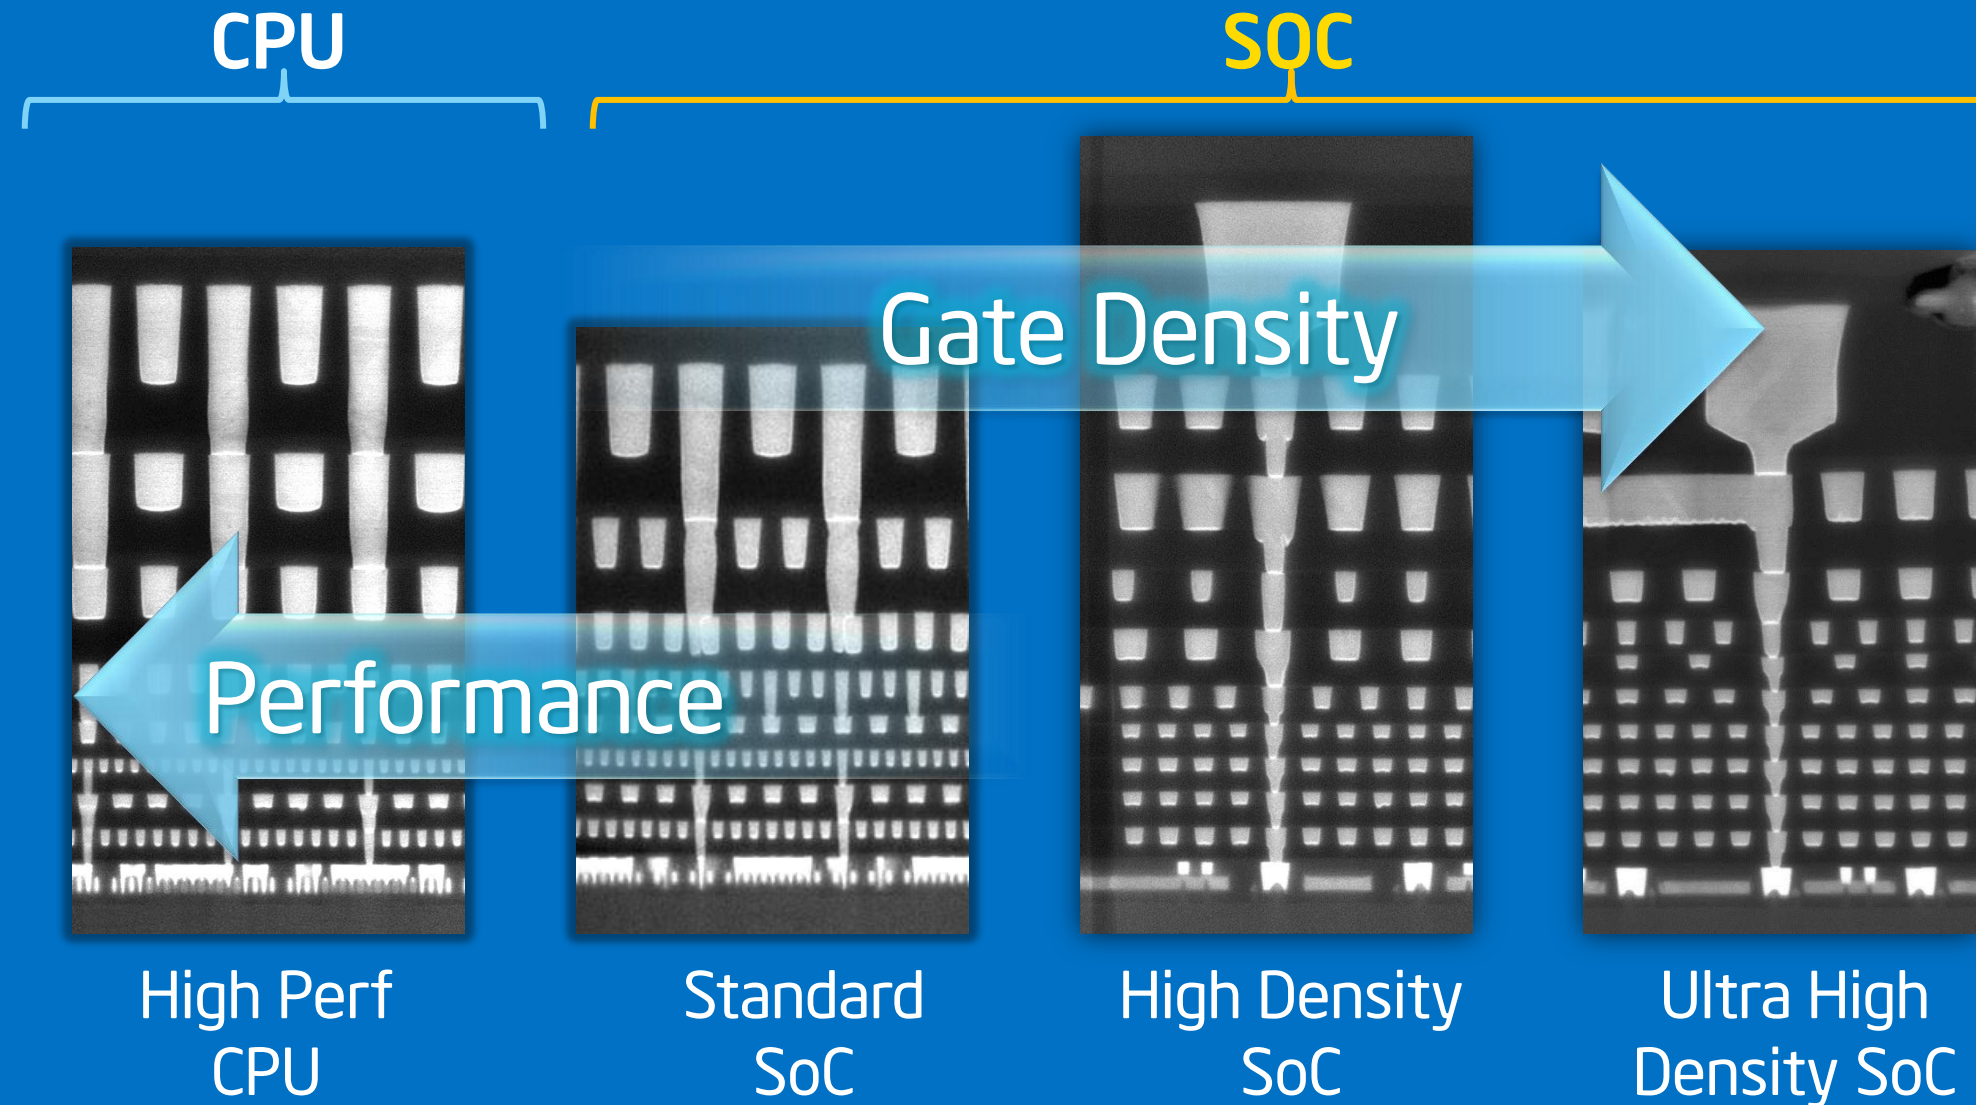 CPU
SOC
Gate Density
Performance
High Perf
CPU
Standard
SoC
High Density
SoC
Ultra High
Density SoC